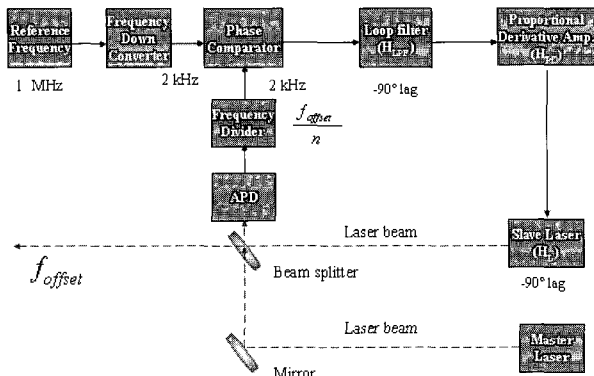 Reference Frequency
Frequency Down Converter
Phase Comparator
Loop filter (H_LPF)
Proportional Derivative Amp. (H_PD)
1 MHz
2 kHz
2 kHz
-90° lag
Frequency Divider
f_offset
n
APD
Laser beam
Slave Laser (H_L)
f_offset
Beam splitter
-90° lag
Laser beam
Master Laser
Mirror